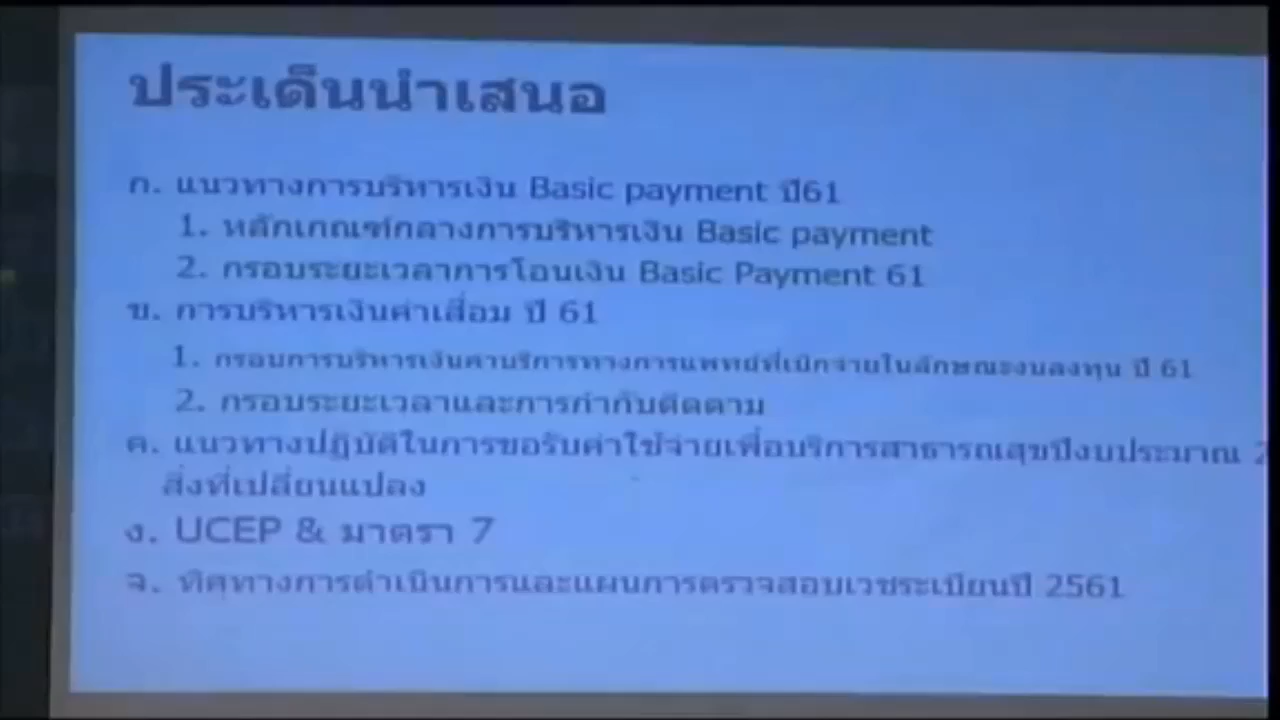 ประเด็นนำเสนอ
ก. แนวทางการบริหารเงิน Basic payment ปี61
1. หลักเกณฑ์กลางการบริหารเงิน Basic payment
2. กรอบระยะเวลาการโอนเงิน Basic Payment 61
ข. การบริหารเงินค่าเสื่อม ปี 61
1. กรอบการบริหารเงินค่าบริการทางการแพทย์ที่เบิกจ่ายในลักษณะงบลงทุน ปี 61
2. กรอบระยะเวลาและการกำกับติดตาม
ค. แนวทางปฏิบัติในการขอรับค่าใช้จ่ายเพื่อบริการสาธารณสุขปีงบประมาณ
สิ่งที่เปลี่ยนแปลง
ง. UCEP & มาตรา 7
จ. ทิศทางการดำเนินการและแผนการตรวจสอบเวชระเบียนปี 2561